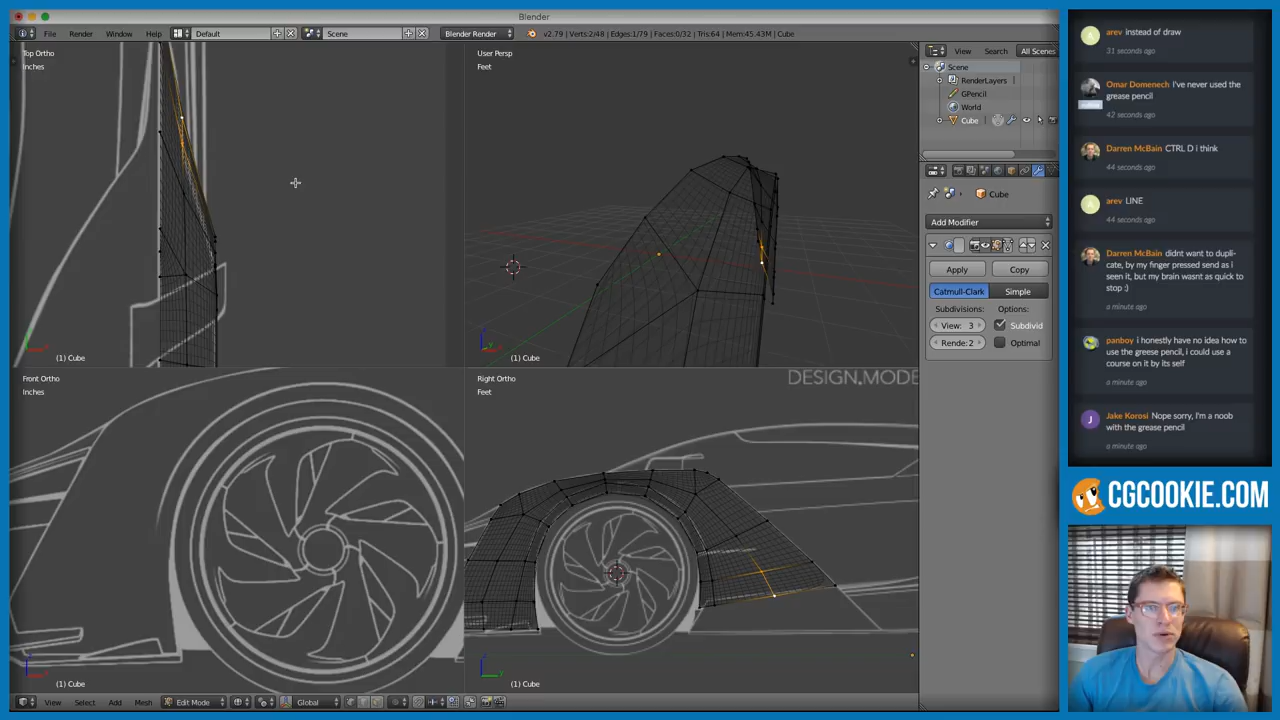 Blender
File
Render
Window
Help
Default
Scene
Blender Render
v2.79 | Verts:2/48 | Edges:1/79 | Faces:0/32 | Tris:64 | Mem:45.43M | Cube
Top Ortho
Inches
(1) Cube
User Persp
Feet
(1) Cube
Front Ortho
Inches
(1) Cube
Right Ortho
Feet
DESIGN.MODE
(1) Cube
View
Select
Add
Mesh
Edit Mode
Global
View
Search
All Scenes
Scene
RenderLayers
GPencil
World
Cube
Cube
Add Modifier
Apply
Copy
Catmull-Clark
Simple
Subdivisions:
Options:
View: 3
Subdivid
Rende: 2
Optimal
arev instead of draw
31 seconds ago
Omar Domenech I've never used the
grease pencil
42 seconds ago
Darren McBain CTRL D i think
44 seconds ago
arev LINE
44 seconds ago
Darren McBain didnt want to dupli-
cate, by my finger pressed send as i
seen it, but my brain wasnt as quick to
stop :)
a minute ago
panboy i honestly have no idea how to
use the grease pencil, i could use a
course on it by its self
a minute ago
Jake Korosi Nope sorry, I'm a noob
with the grease pencil
a minute ago
CGCOOKIE.COM